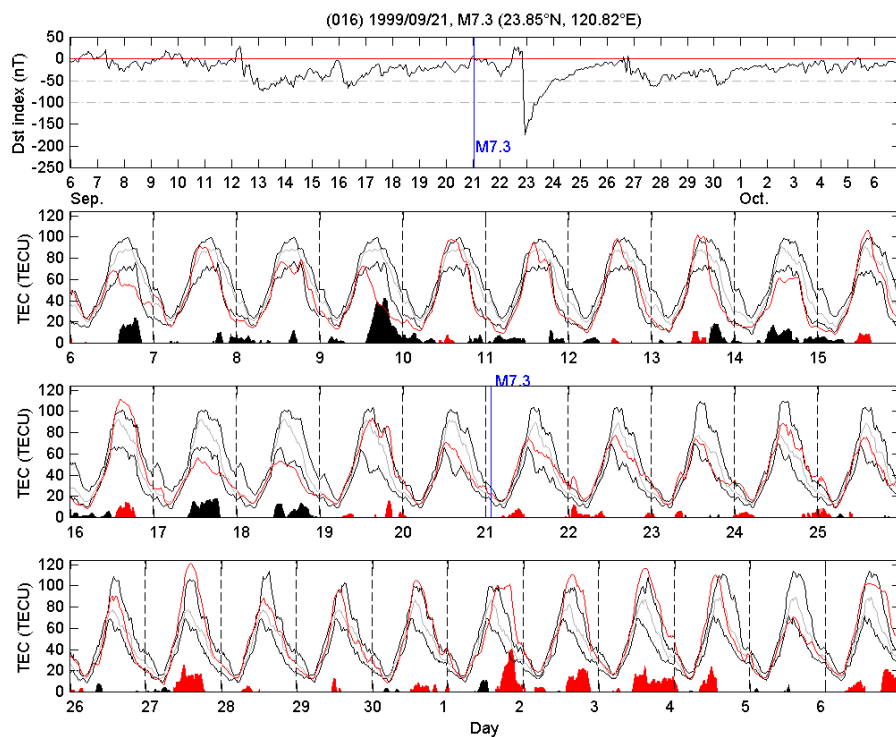 (016) 1999/09/21, M7.3 (23.85°N, 120.82°E)
Dst index (nT)
50
0
-50
-100
-150
-200
-250
M7.3
6 7 8 9 10 11 12 13 14 15 16 17 18 19 20 21 22 23 24 25 26 27 28 29 30 1 2 3 4 5 6
Sep. Oct.
TEC (TECU)
120
100
80
60
40
20
0
6 7 8 9 10 11 12 13 14 15
M7.3
TEC (TECU)
120
100
80
60
40
20
0
16 17 18 19 20 21 22 23 24 25
TEC (TECU)
120
100
80
60
40
20
0
26 27 28 29 30 1 2 3 4 5 6
Day